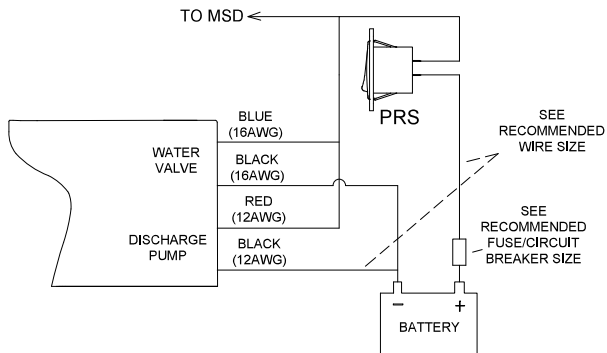 TO MSD
PRS
BLUE
(16AWG)
WATER
VALVE
BLACK
(16AWG)
RED
(12AWG)
DISCHARGE
PUMP
BLACK
(12AWG)
SEE
RECOMMENDED
WIRE SIZE
SEE
RECOMMENDED
FUSE/CIRCUIT
BREAKER SIZE
− +
BATTERY